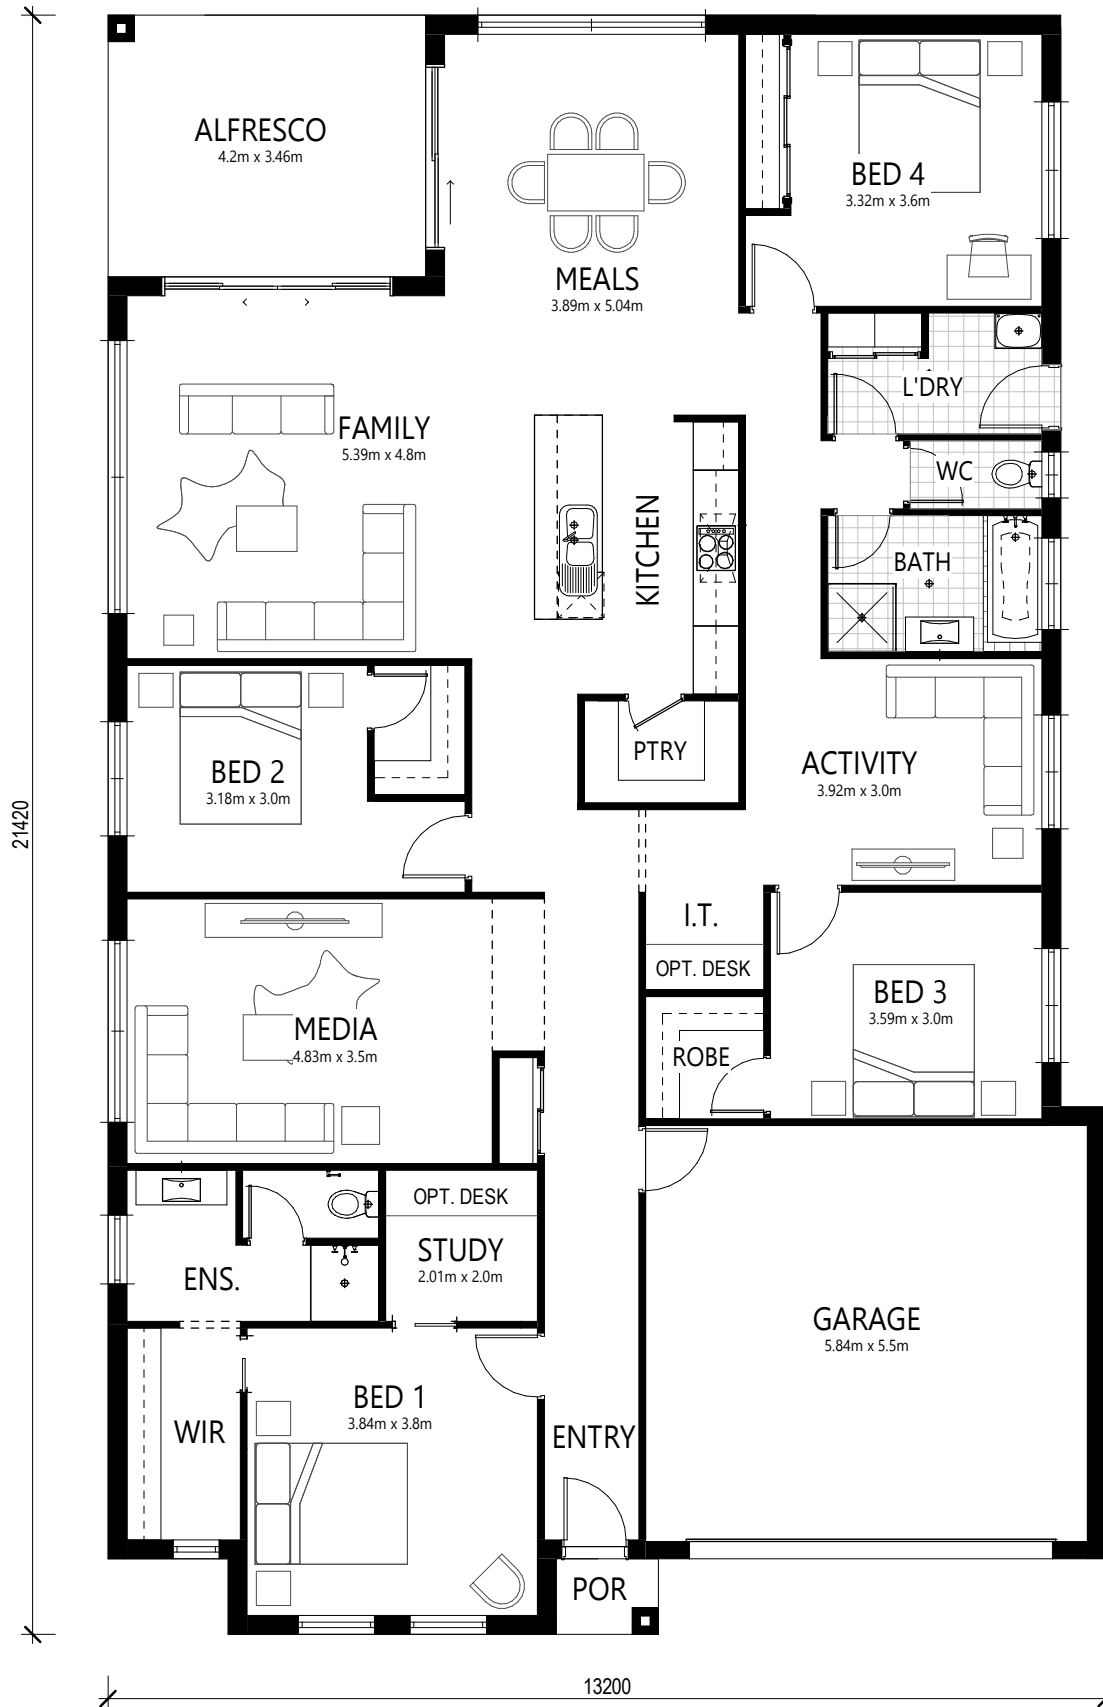 ALFRESCO
4.2m x 3.46m
BED 4
3.32m x 3.6m
MEALS
3.89m x 5.04m
L'DRY
FAMILY
5.39m x 4.8m
WC
KITCHEN
BATH
PTRY
ACTIVITY
3.92m x 3.0m
BED 2
3.18m x 3.0m
21420
I.T.
OPT. DESK
BED 3
3.59m x 3.0m
MEDIA
4.83m x 3.5m
ROBE
OPT. DESK
STUDY
2.01m x 2.0m
ENS.
GARAGE
5.84m x 5.5m
BED 1
3.84m x 3.8m
WIR
ENTRY
POR
13200